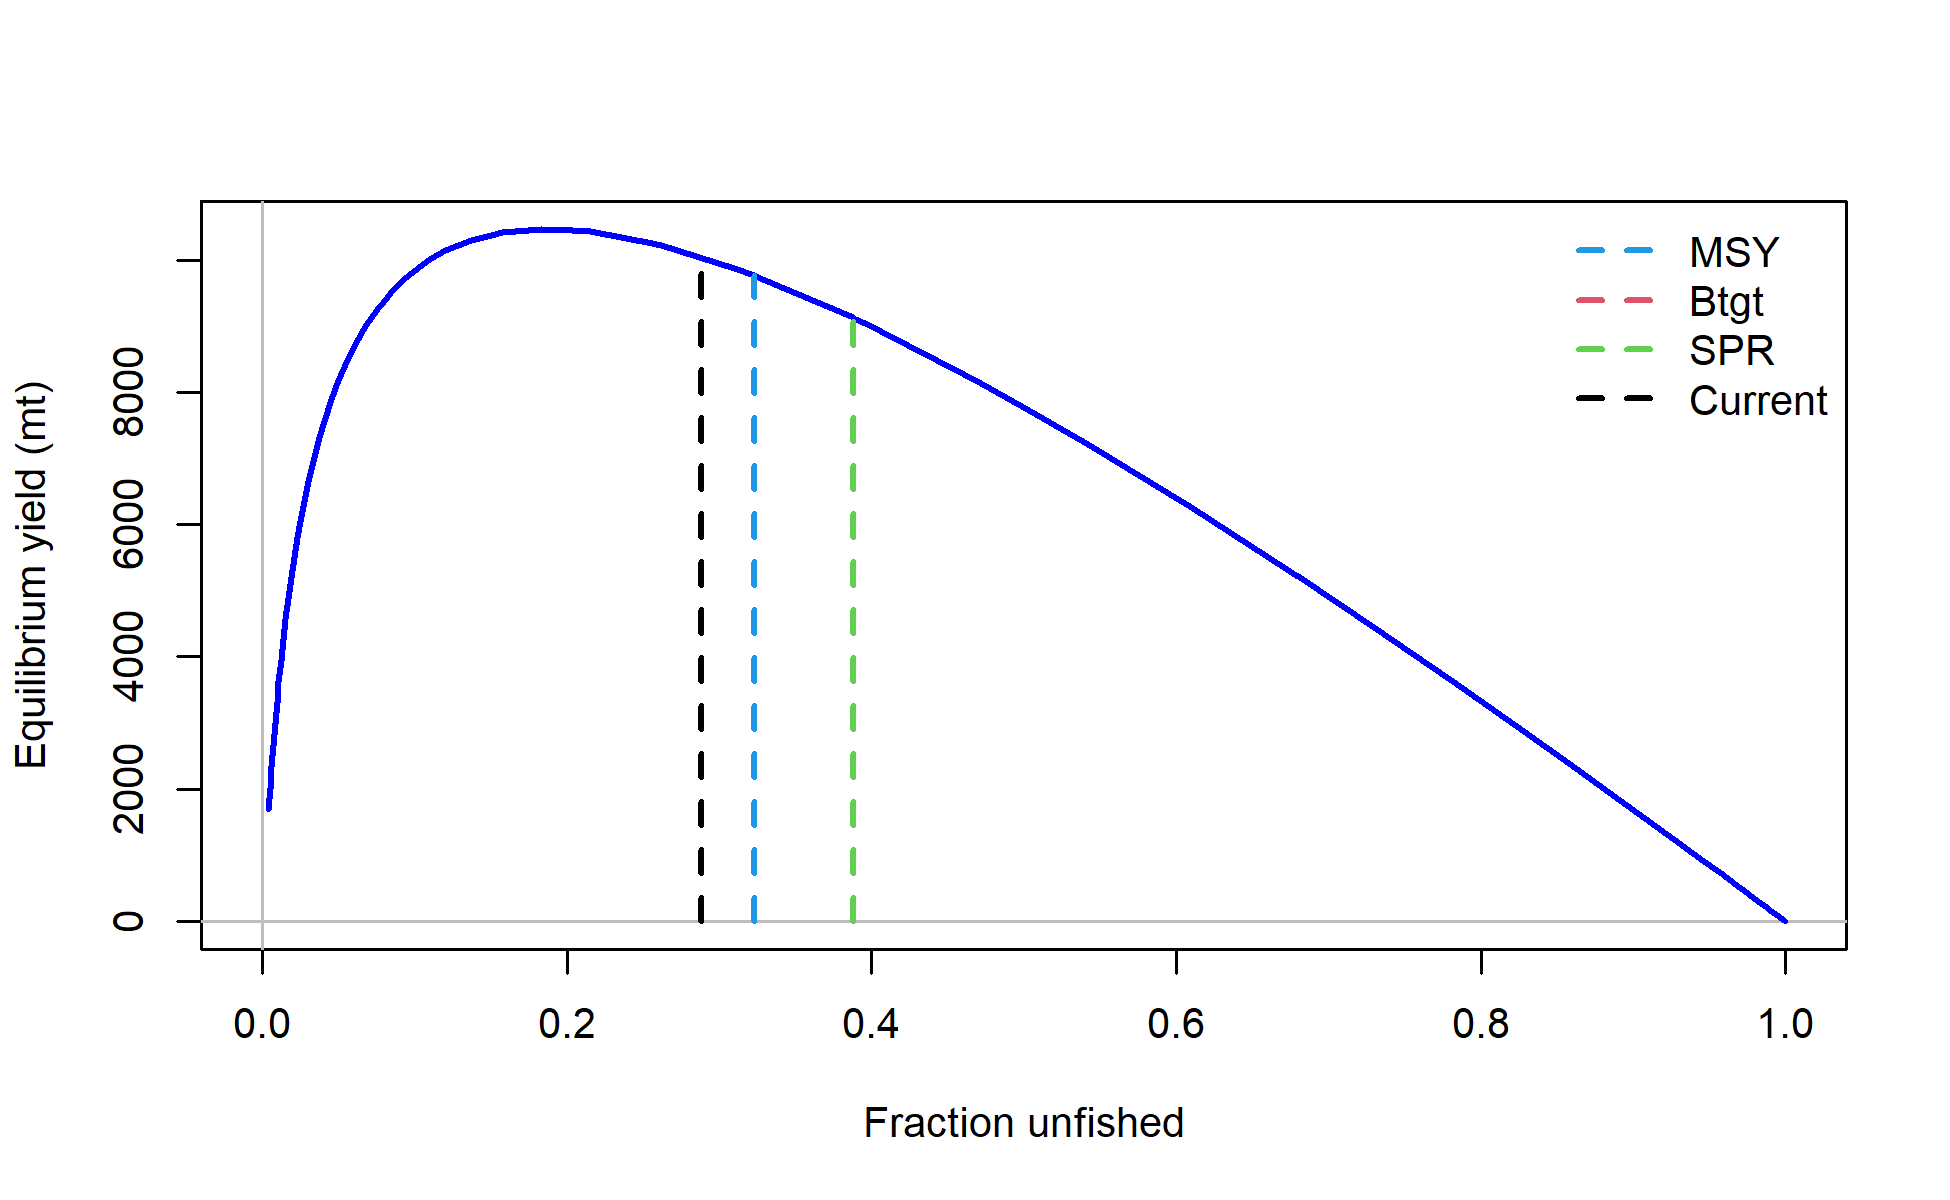 MSY
Btgt
SPR
Current
Equilibrium yield (mt)
8000
6000
4000
2000
0
0.0 0.2 0.4 0.6 0.8 1.0
Fraction unfished